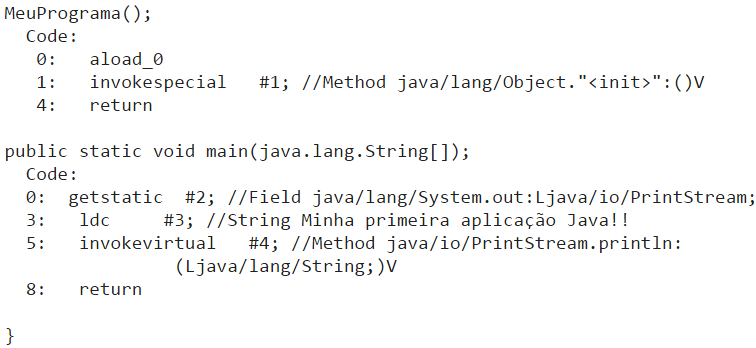 MeuPrograma();
  Code:
   0:   aload_0
   1:   invokespecial   #1; //Method java/lang/Object."<init>":()V
   4:   return

public static void main(java.lang.String[]);
  Code:
  0:  getstatic  #2; //Field java/lang/System.out:Ljava/io/PrintStream;
  3:   ldc     #3; //String Minha primeira aplicação Java!!
  5:   invokevirtual   #4; //Method java/io/PrintStream.println:
                (Ljava/lang/String;)V
  8:   return

}